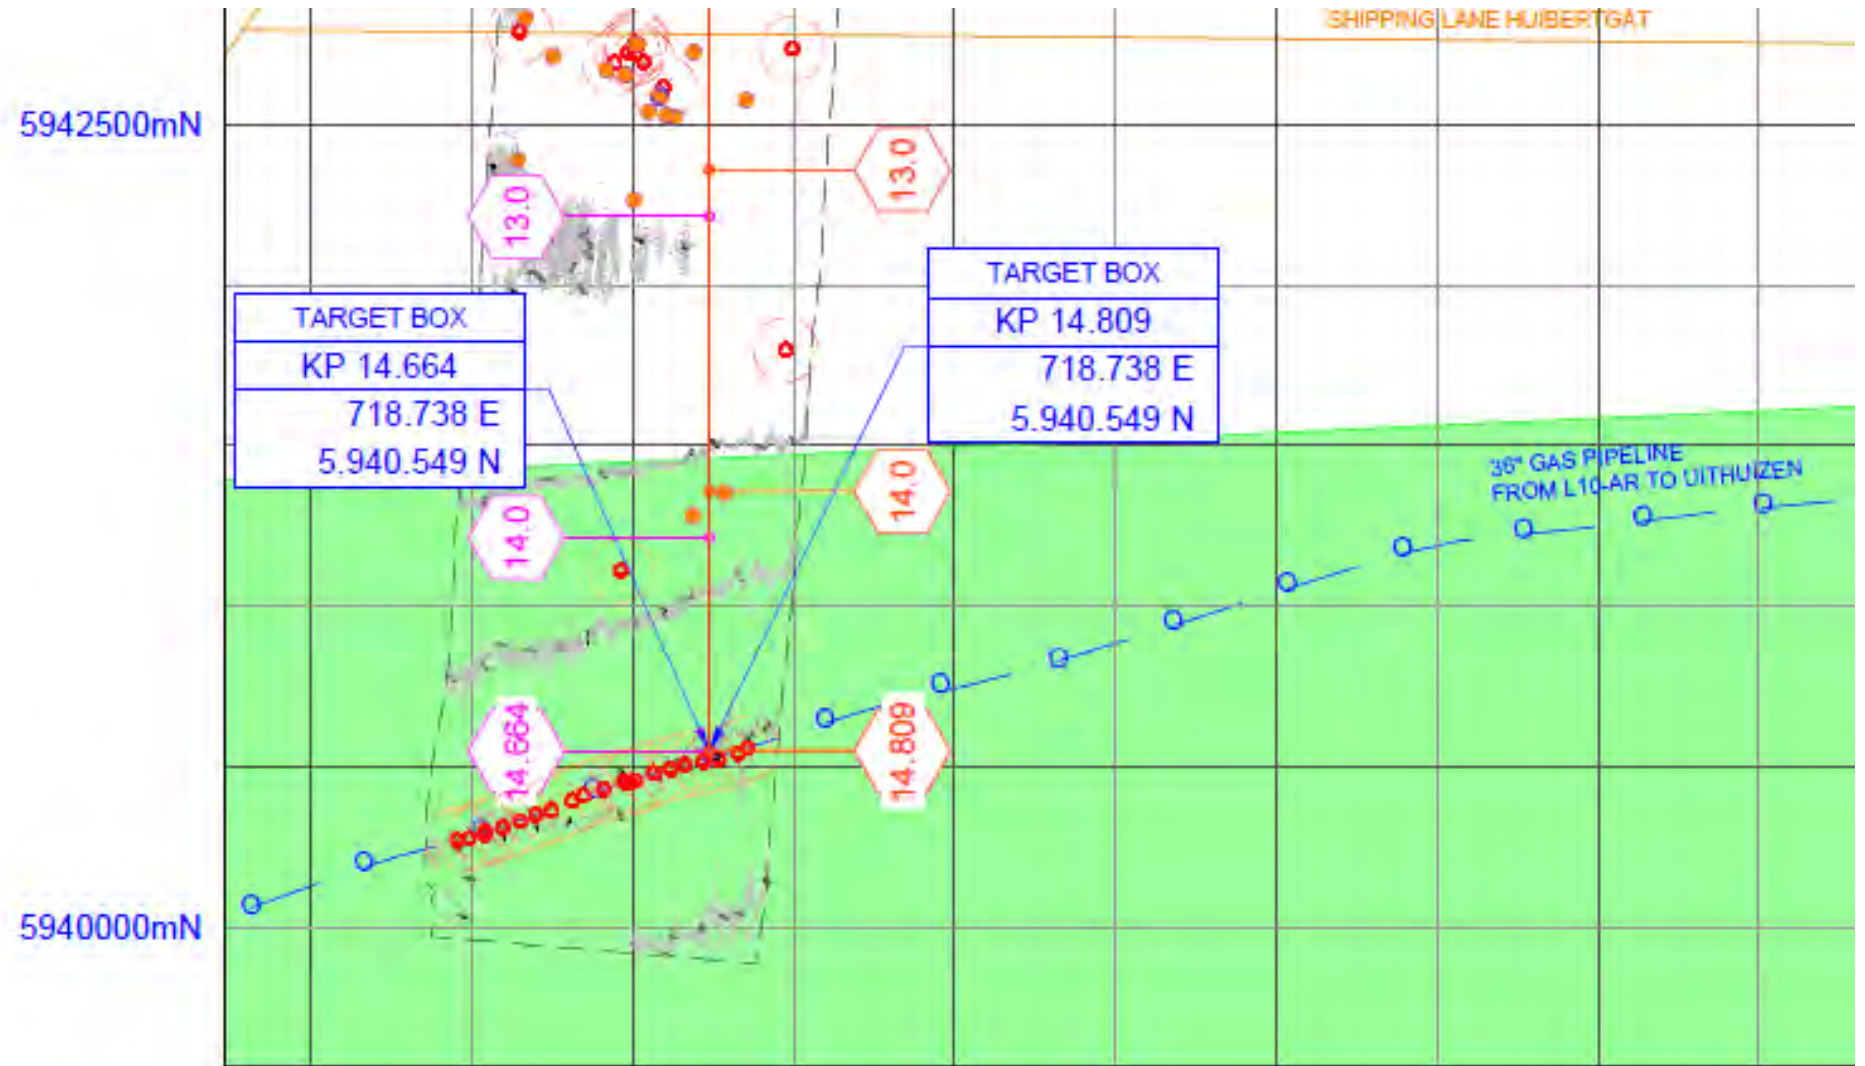 SHIPPING LANE HUIBERTGAT
5942500mN
13.0
13.0
TARGET BOX
KP 14.809
718.738 E
5.940.549 N
TARGET BOX
KP 14.664
718.738 E
5.940.549 N
36" GAS PIPELINE
FROM L10-AR TO UITHUIZEN
14.0
14.0
14.664
14.809
5940000mN